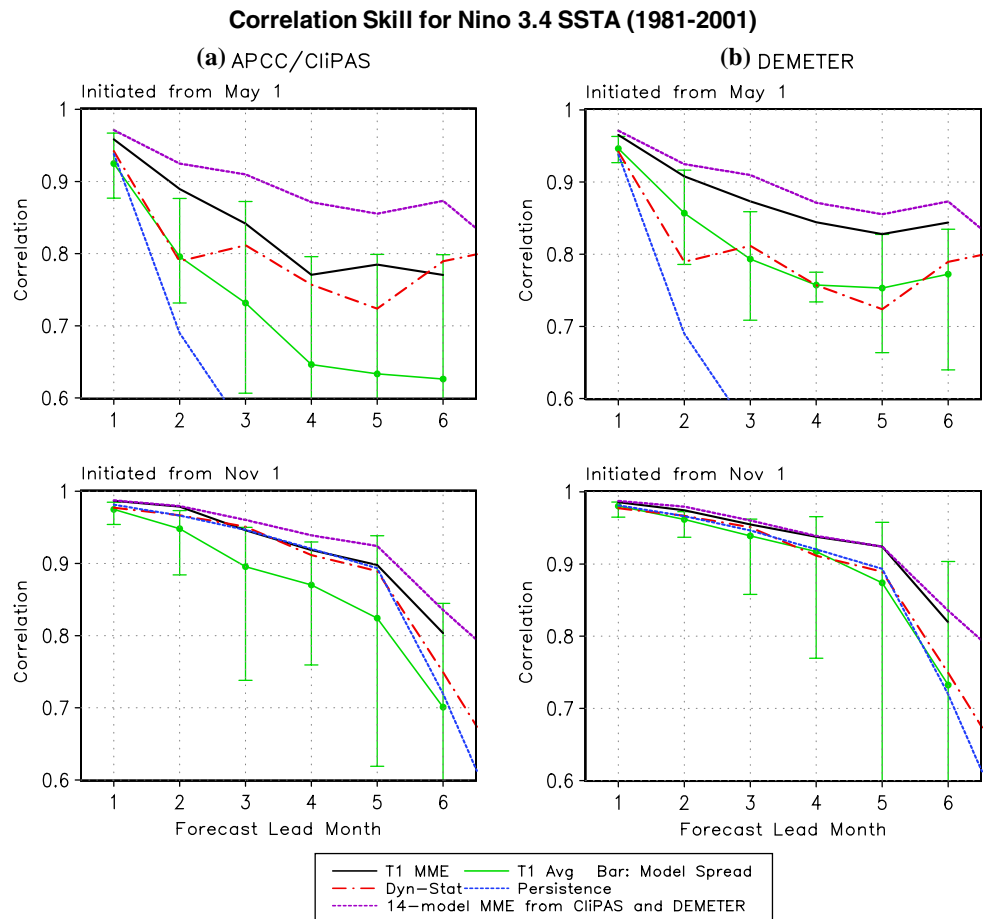 Correlation Skill for Nino 3.4 SSTA (1981-2001)
(a) APCC/CliPAS
(b) DEMETER
Initiated from May 1
1
0.9
0.8
0.7
0.6
Correlation
1 2 3 4 5 6
Initiated from May 1
1
0.9
0.8
0.7
0.6
Correlation
1 2 3 4 5 6
Initiated from Nov 1
1
0.9
0.8
0.7
0.6
Correlation
1 2 3 4 5 6
Forecast Lead Month
Initiated from Nov 1
1
0.9
0.8
0.7
0.6
Correlation
1 2 3 4 5 6
Forecast Lead Month
T1 MME T1 Avg Bar: Model Spread
Dyn-Stat Persistence
14-model MME from CliPAS and DEMETER